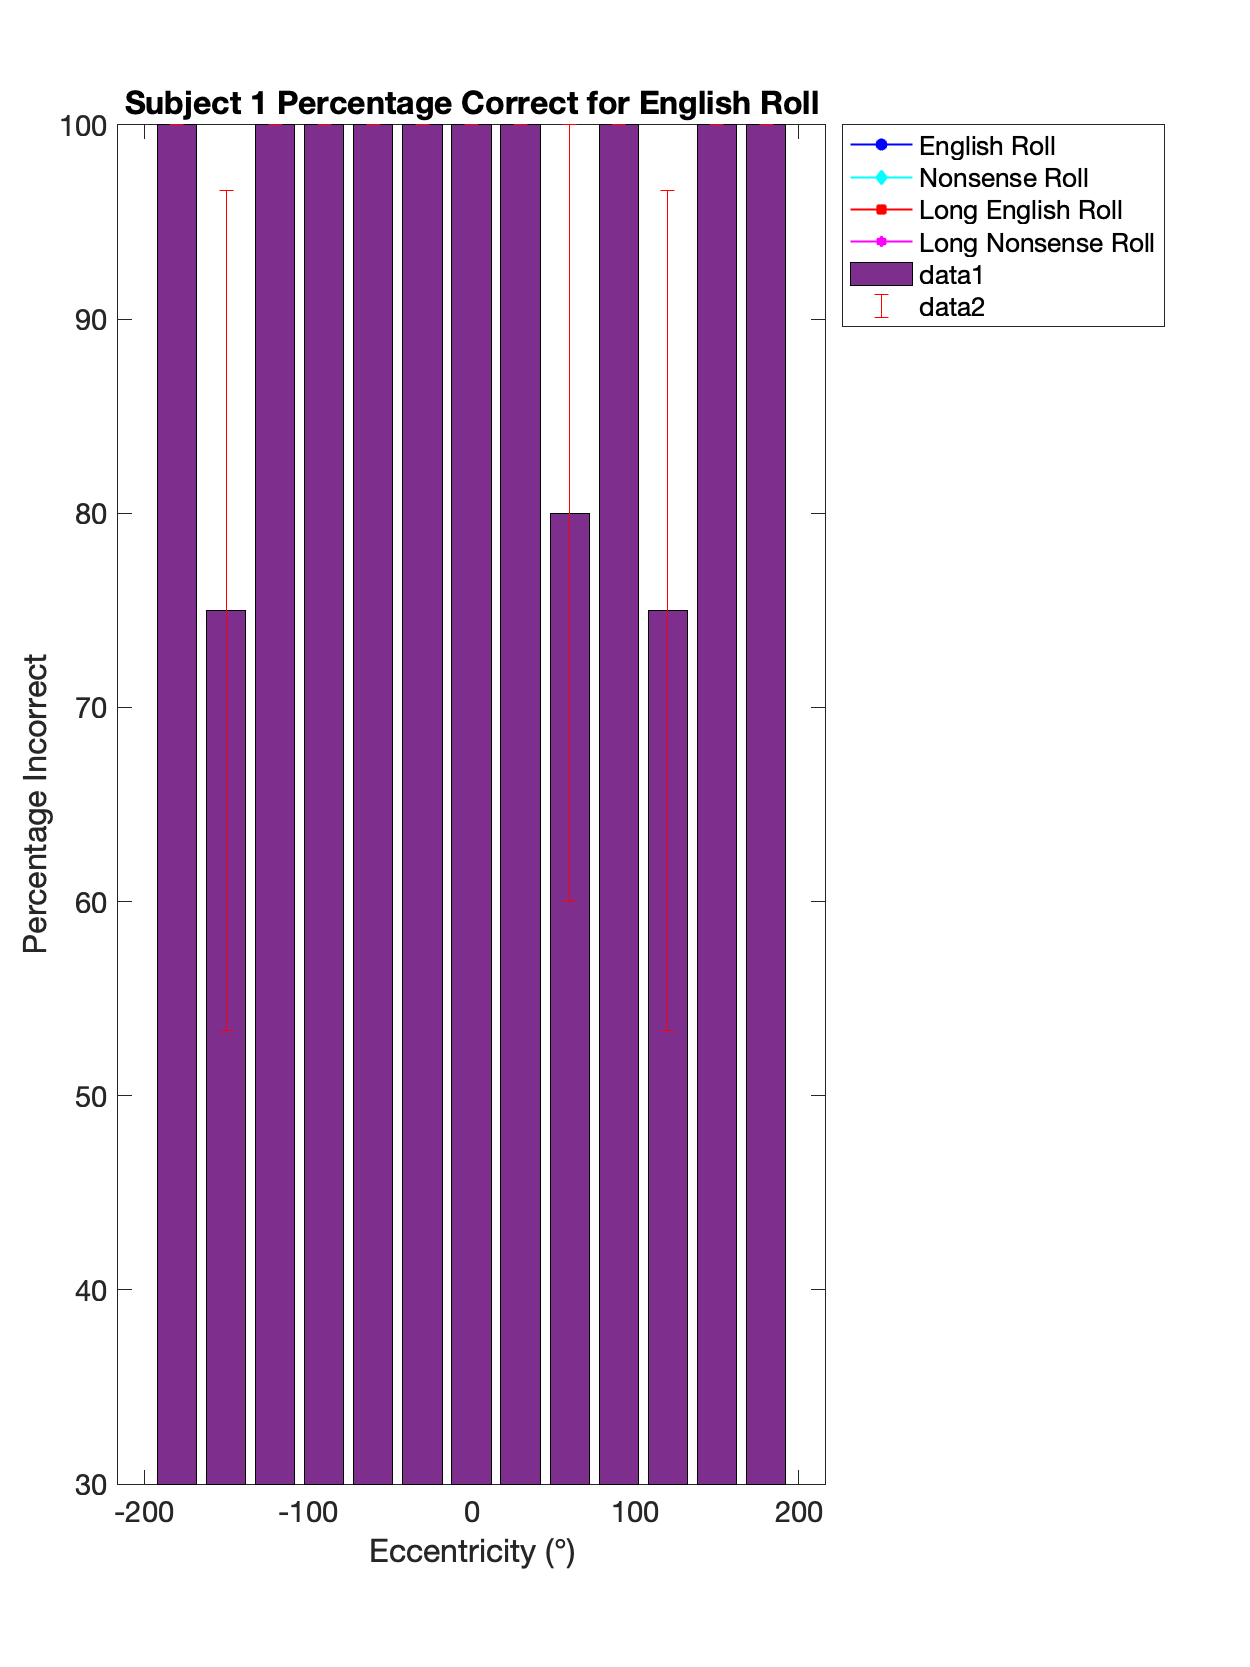 Subject 1 Percentage Correct for English Roll
100
90
80
70
60
50
40
30
Percentage Incorrect
-200
-100
0
100
200
Eccentricity (°)
English Roll
Nonsense Roll
Long English Roll
Long Nonsense Roll
data1
data2